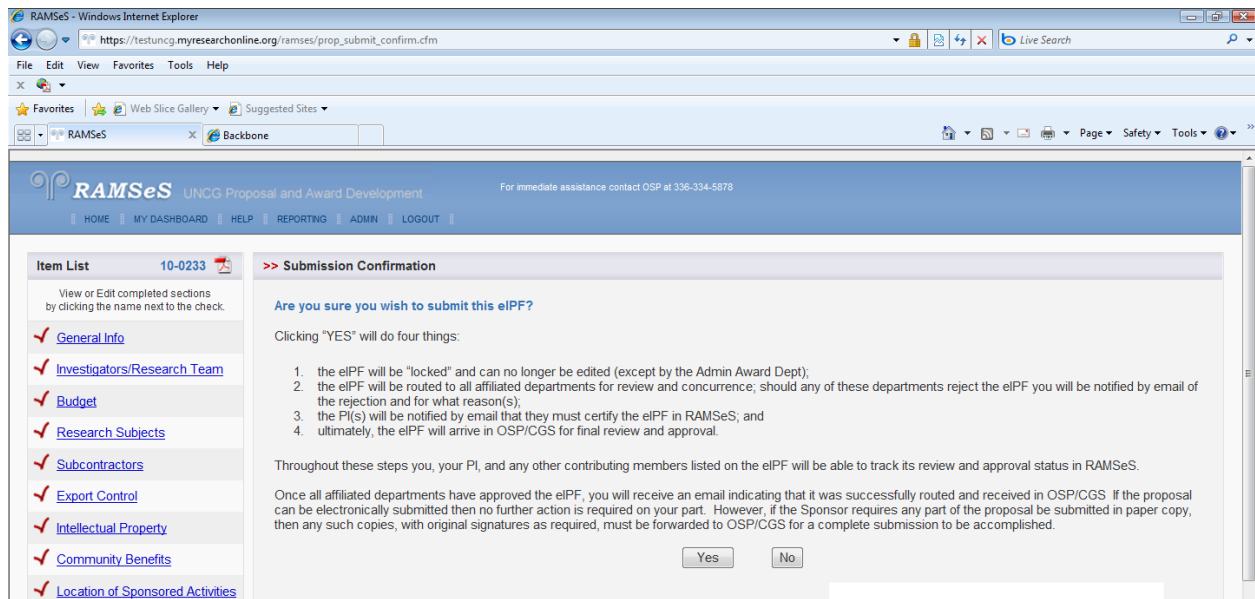 RAMSeS - Windows Internet Explorer
https://testuncg.myresearchonline.org/ramses/prop_submit_confirm.cfm
Live Search
File Edit View Favorites Tools Help
x
Favorites Web Slice Gallery Suggested Sites
RAMSeS X Backbone
Page Safety Tools
RAMSeS UNCG Proposal and Award Development
For immediate assistance contact OSP at 336-334-5878
HOME MY DASHBOARD HELP REPORTING ADMIN LOGOUT
Item List 10-0233
>> Submission Confirmation
View or Edit completed sections
by clicking the name next to the check.
General Info
Investigators/Research Team
Budget
Research Subjects
Subcontractors
Export Control
Intellectual Property
Community Benefits
Location of Sponsored Activities
Are you sure you wish to submit this eIPF?
Clicking "YES" will do four things:
1. the eIPF will be "locked" and can no longer be edited (except by the Admin Award Dept);
2. the eIPF will be routed to all affiliated departments for review and concurrence; should any of these departments reject the eIPF you will be notified by email of
the rejection and for what reason(s);
3. the PI(s) will be notified by email that they must certify the eIPF in RAMSeS; and
4. ultimately, the eIPF will arrive in OSP/CGS for final review and approval.
Throughout these steps you, your PI, and any other contributing members listed on the eIPF will be able to track its review and approval status in RAMSeS.
Once all affiliated departments have approved the eIPF, you will receive an email indicating that it was successfully routed and received in OSP/CGS If the proposal
can be electronically submitted then no further action is required on your part. However, if the Sponsor requires any part of the proposal be submitted in paper copy,
then any such copies, with original signatures as required, must be forwarded to OSP/CGS for a complete submission to be accomplished.
Yes No